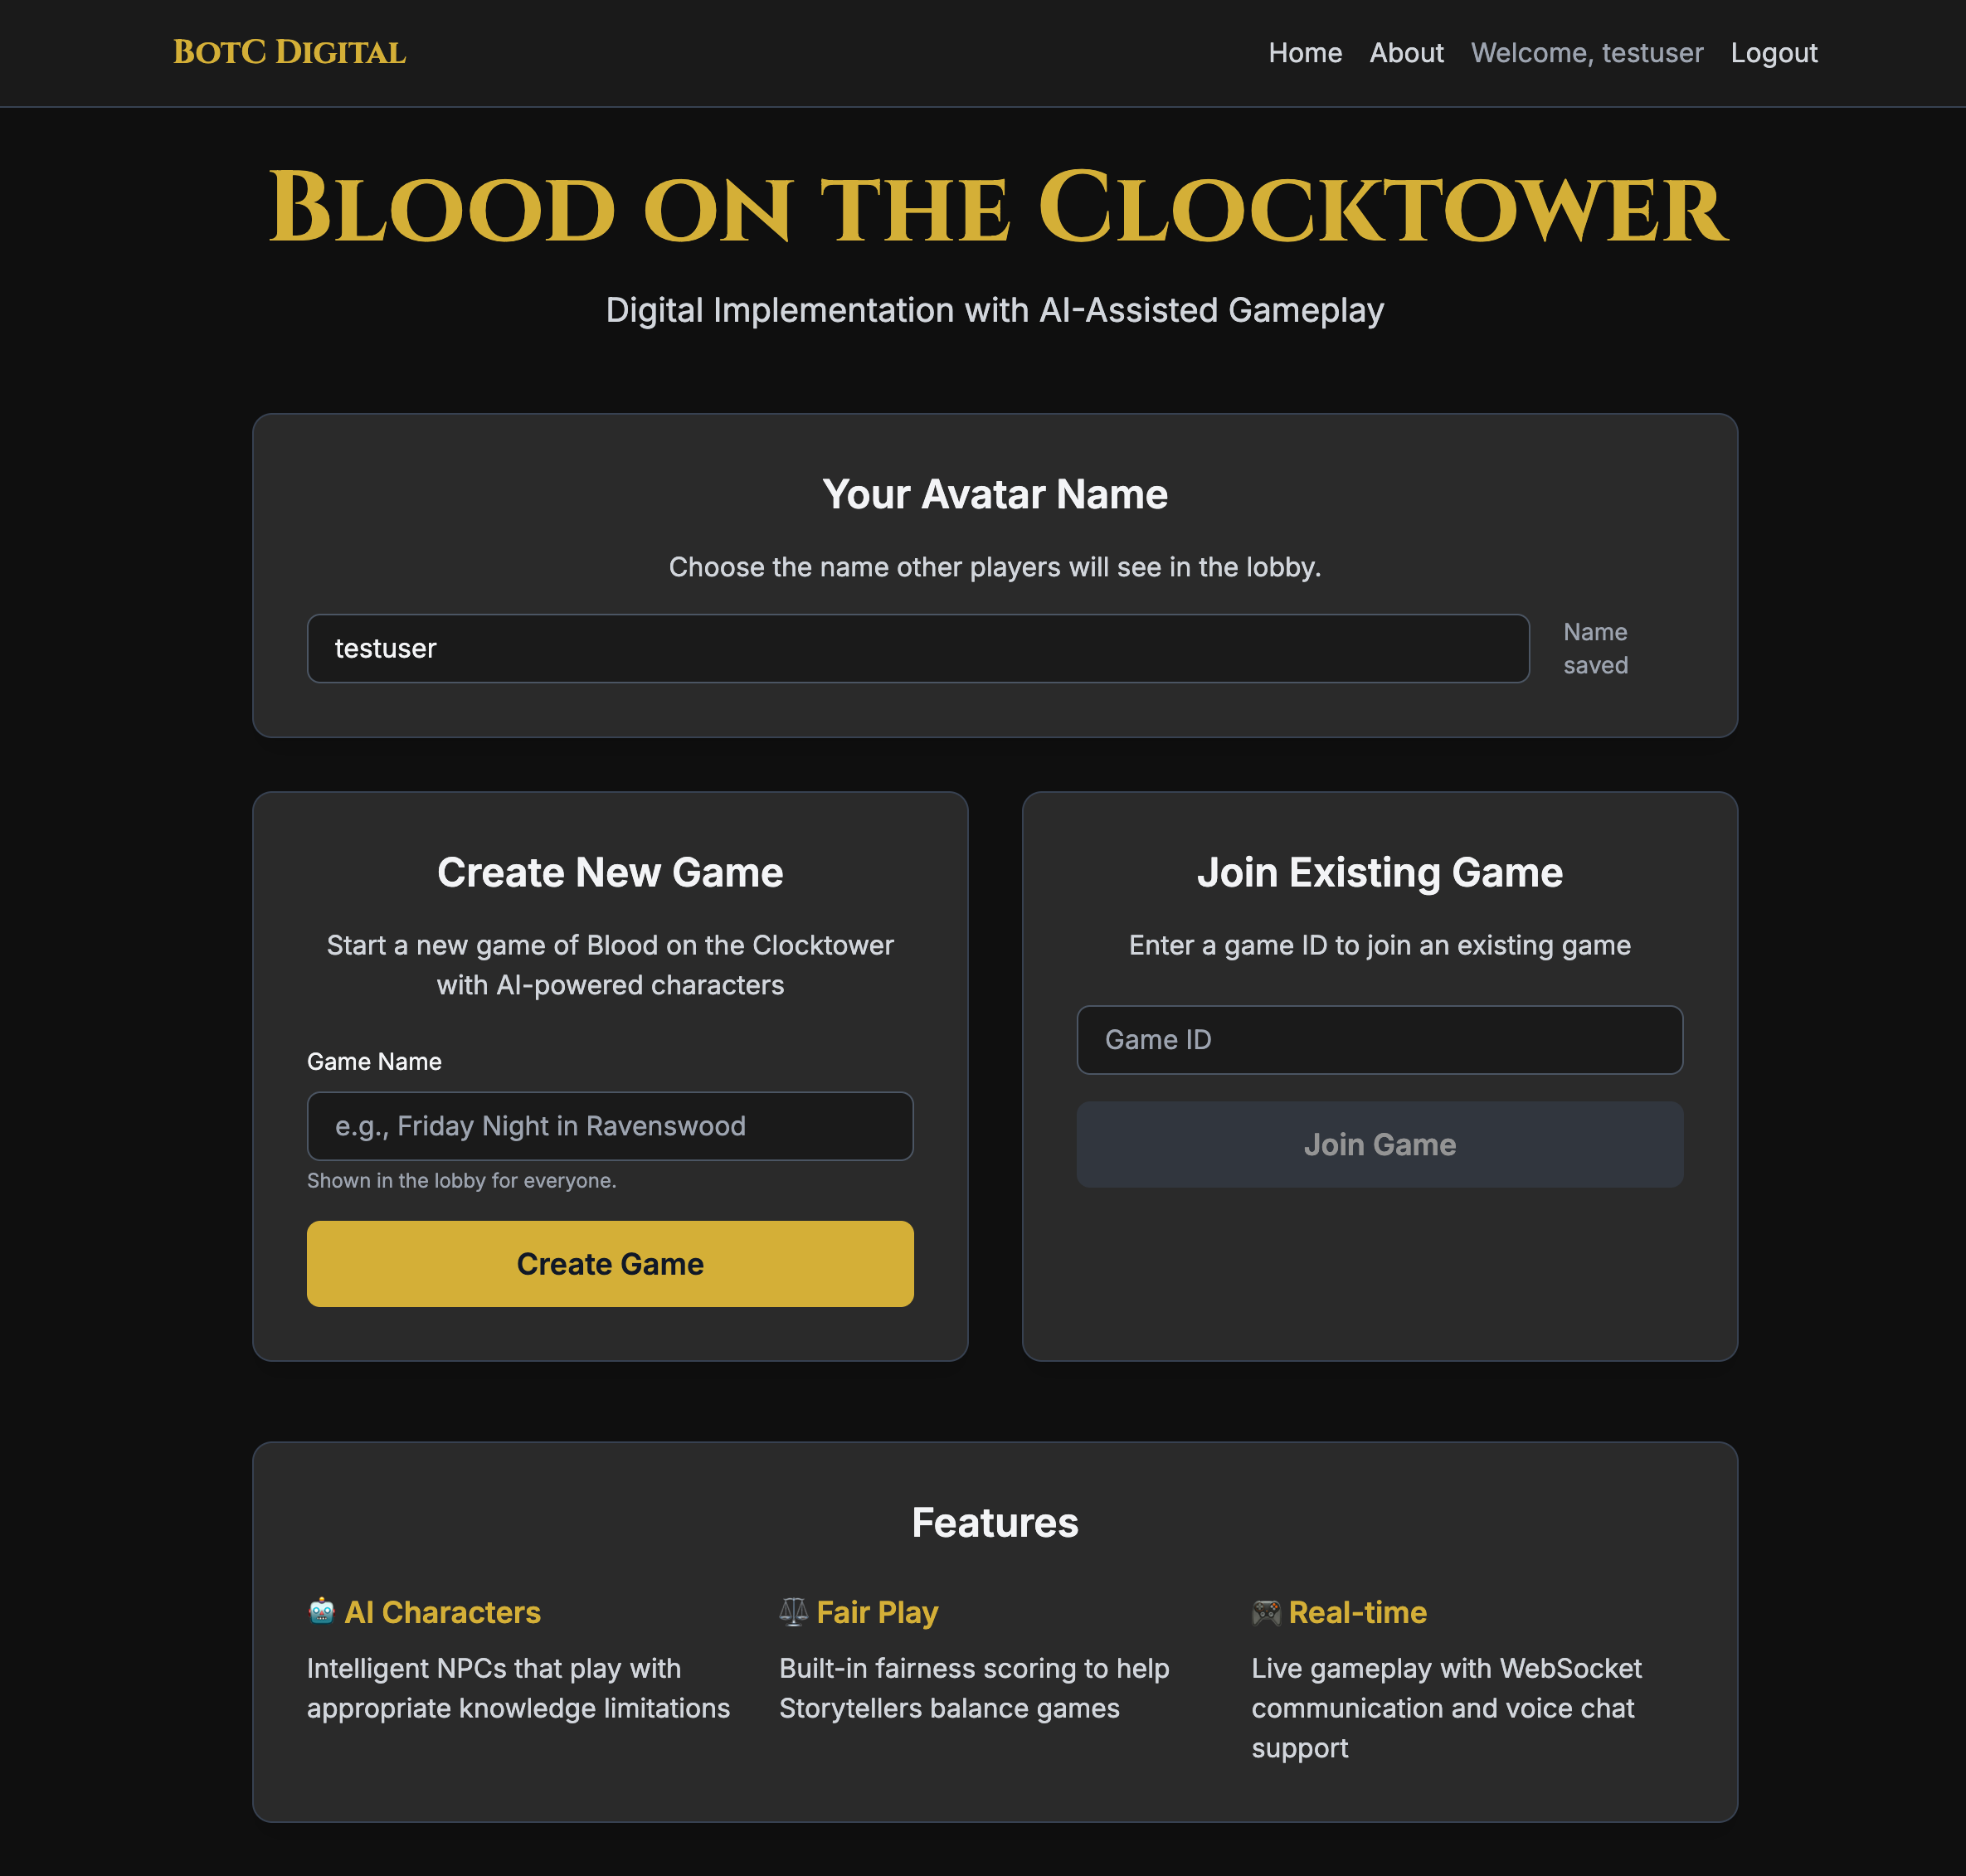 BotC Digital
Home About Welcome, testuser Logout
Blood on the Clocktower
Digital Implementation with AI-Assisted Gameplay
Your Avatar Name
Choose the name other players will see in the lobby.
testuser
Name
saved
Create New Game
Start a new game of Blood on the Clocktower
with AI-powered characters
Game Name
e.g., Friday Night in Ravenswood
Shown in the lobby for everyone.
Create Game
Join Existing Game
Enter a game ID to join an existing game
Game ID
Join Game
Features
🤖 AI Characters
Intelligent NPCs that play with
appropriate knowledge limitations
⚖️ Fair Play
Built-in fairness scoring to help
Storytellers balance games
🎮 Real-time
Live gameplay with WebSocket
communication and voice chat
support